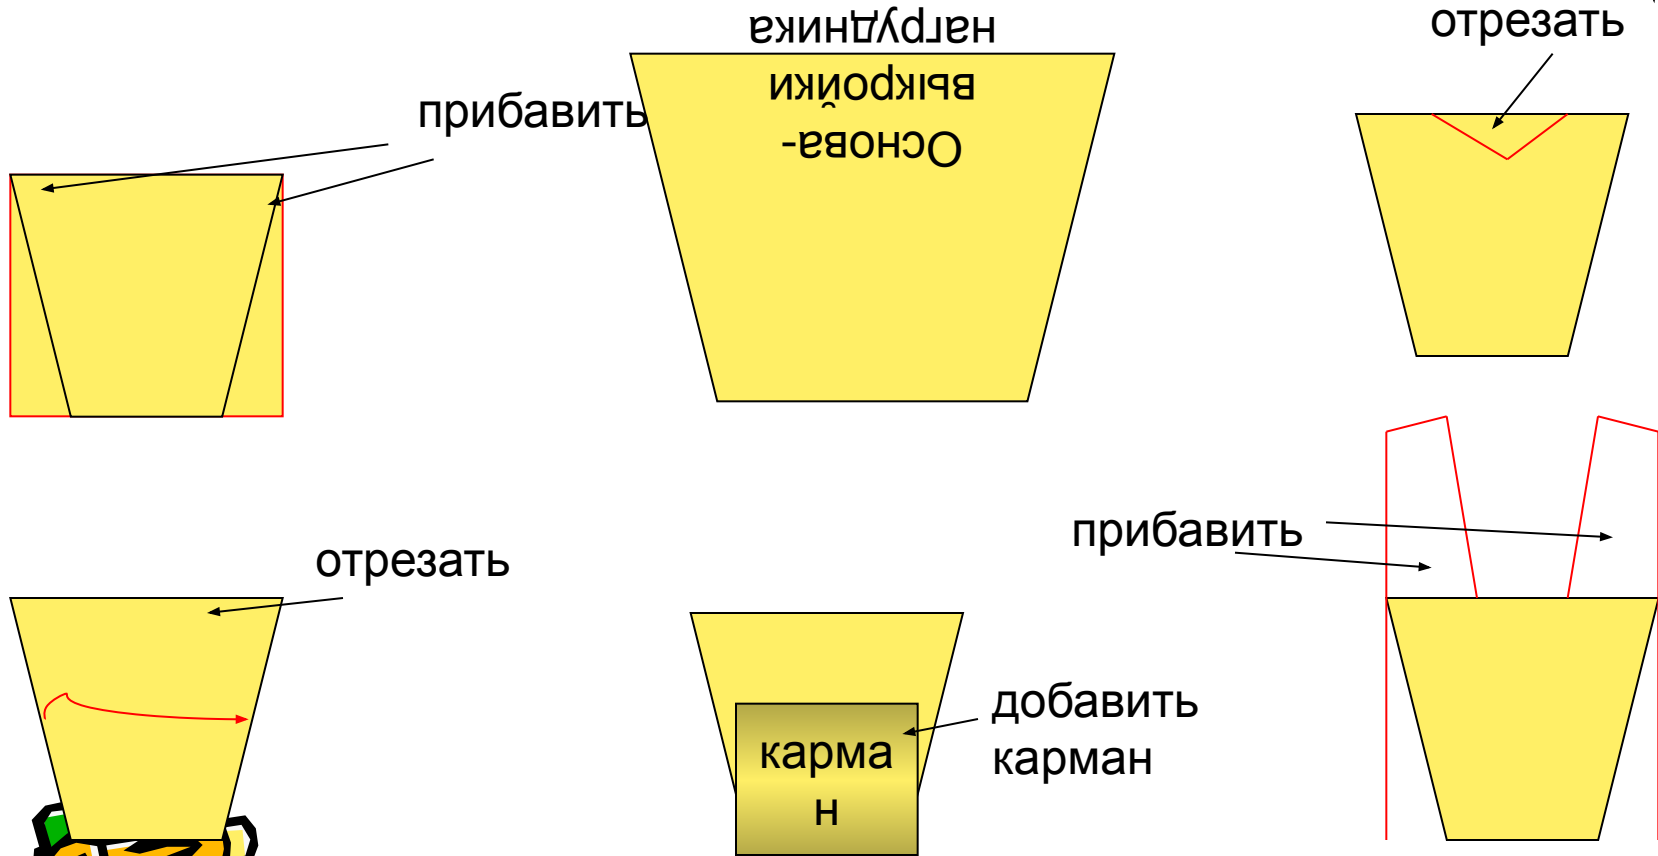 отрезать
прибавить
Основа-
выкройки
нагрудника
прибавить
отрезать
добавить
карман
карма
н